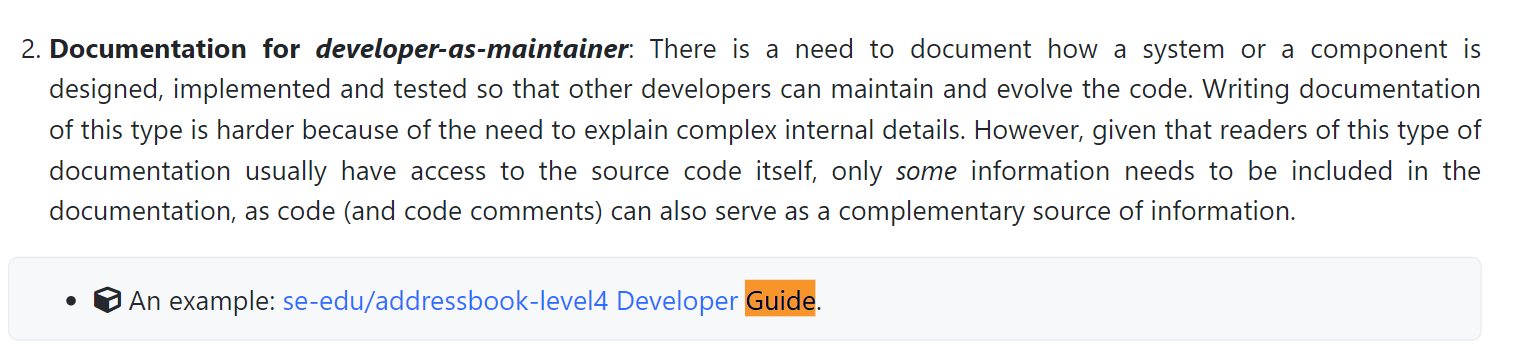 2. Documentation for developer-as-maintainer: There is a need to document how a system or a component is
designed, implemented and tested so that other developers can maintain and evolve the code. Writing documentation
of this type is harder because of the need to explain complex internal details. However, given that readers of this type of
documentation usually have access to the source code itself, only some information needs to be included in the
documentation, as code (and code comments) can also serve as a complementary source of information.
• An example: se-edu/addressbook-level4 Developer Guide.